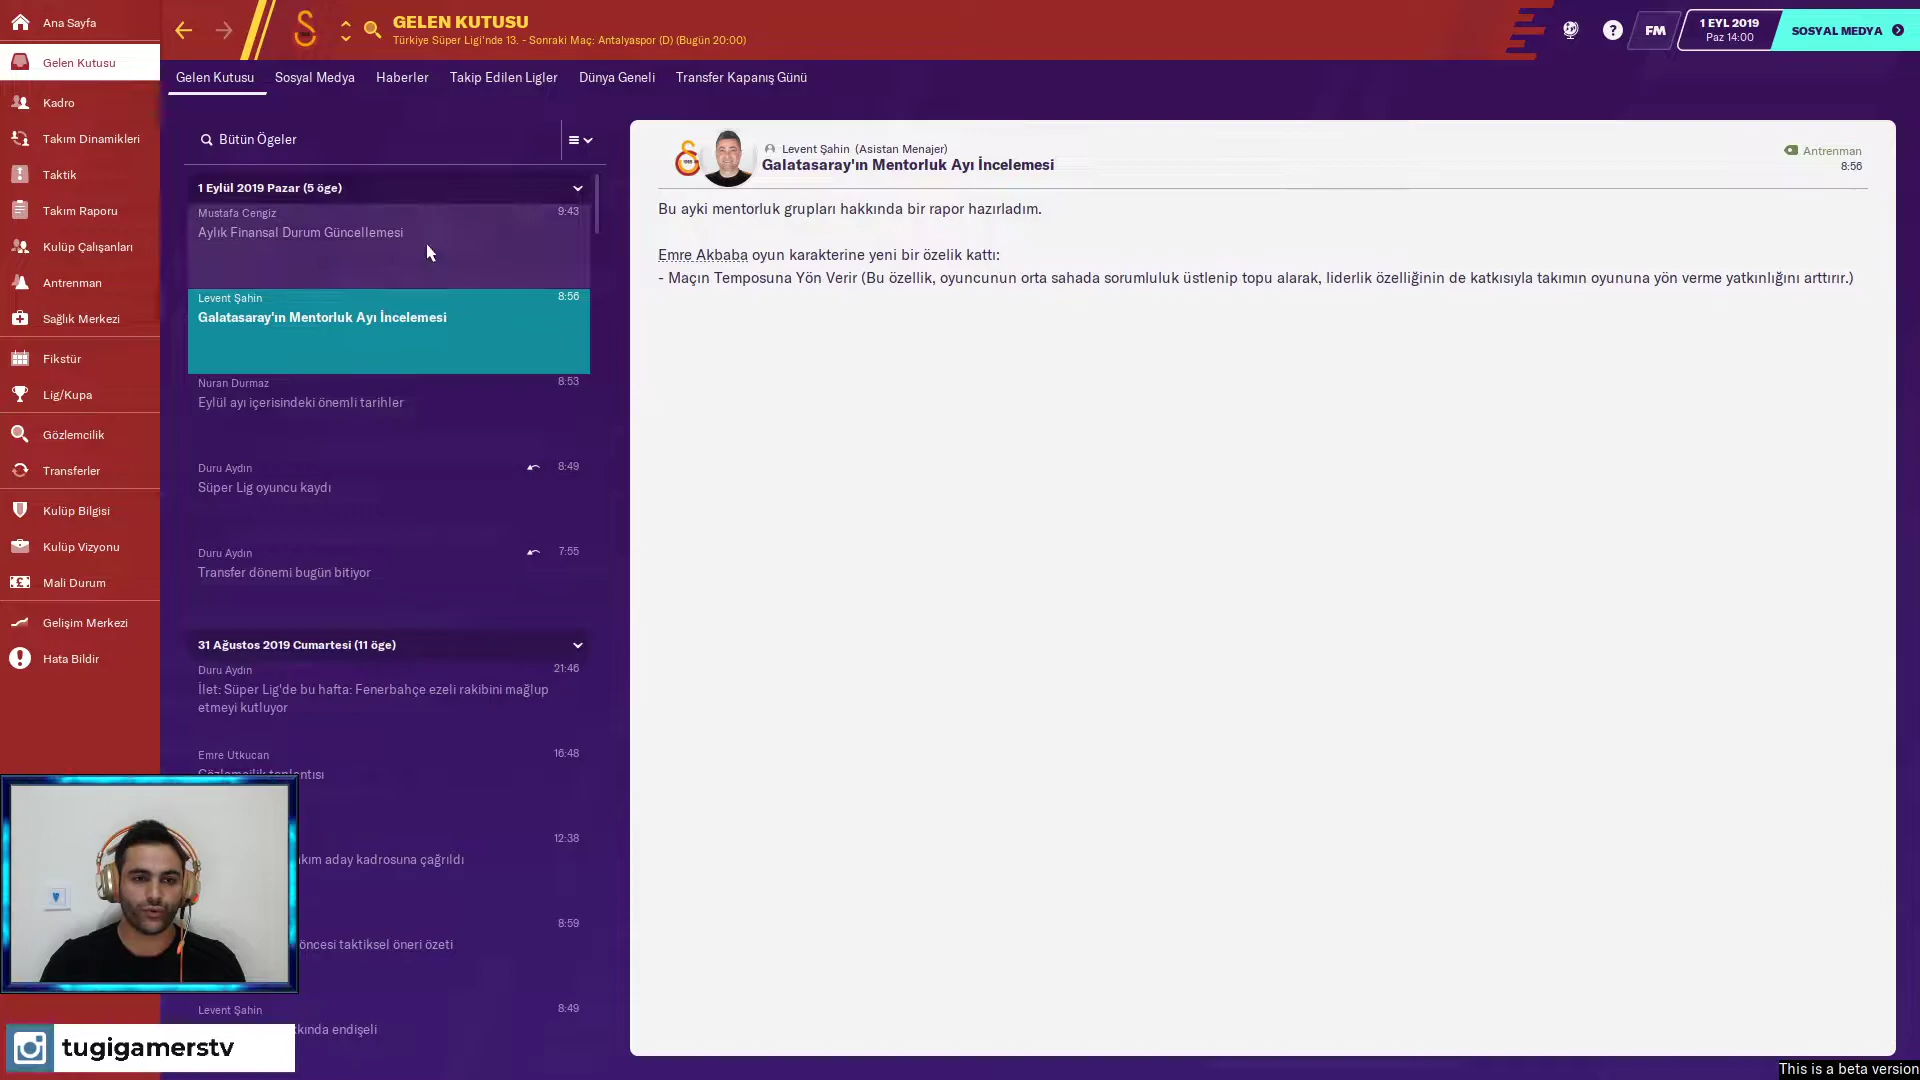 Ana Sayfa
Gelen Kutusu
Kadro
Takım Dinamikleri
Taktik
Takım Raporu
Kulüp Çalışanları
Antrenman
Sağlık Merkezi
Fikstür
Lig/Kupa
Gözlemcilik
Transferler
Kulüp Bilgisi
Kulüp Vizyonu
Mali Durum
Gelişim Merkezi
Hata Bildir
GELEN KUTUSU
Türkiye Süper Ligi'nde 13. - Sonraki Maç: Antalyaspor (D) (Bugün 20:00)
?
FM
1 EYL 2019
Paz 14:00
SOSYAL MEDYA
Gelen Kutusu Sosyal Medya Haberler Takip Edilen Ligler Dünya Geneli Transfer Kapanış Günü
Bütün Ögeler
1 Eylül 2019 Pazar (5 öge)
Mustafa Cengiz 9:43
Aylık Finansal Durum Güncellemesi
Levent Şahin 8:56
Galatasaray'ın Mentorluk Ayı İncelemesi
Nuran Durmaz 8:53
Eylül ayı içerisindeki önemli tarihler
Duru Aydın 8:49
Süper Lig oyuncu kaydı
Duru Aydın 7:55
Transfer dönemi bugün bitiyor
31 Ağustos 2019 Cumartesi (11 öge)
Duru Aydın 21:46
İlet: Süper Lig'de bu hafta: Fenerbahçe ezeli rakibini mağlup
etmeyi kutluyor
Emre Utkucan 16:48
Gözlemcilik toplantısı
12:38
kım aday kadrosuna çağrıldı
8:59
öncesi taktiksel öneri özeti
Levent Şahin 8:49
kkında endişeli
Levent Şahin (Asistan Menajer)
Galatasaray'ın Mentorluk Ayı İncelemesi
Antrenman
8:56
Bu ayki mentorluk grupları hakkında bir rapor hazırladım.
Emre Akbaba oyun karakterine yeni bir özelik kattı:
- Maçın Temposuna Yön Verir (Bu özellik, oyuncunun orta sahada sorumluluk üstlenip topu alarak, liderlik özelliğinin de katkısıyla takımın oyununa yön verme yatkınlığını arttırır.)
tugigamerstv
This is a beta version